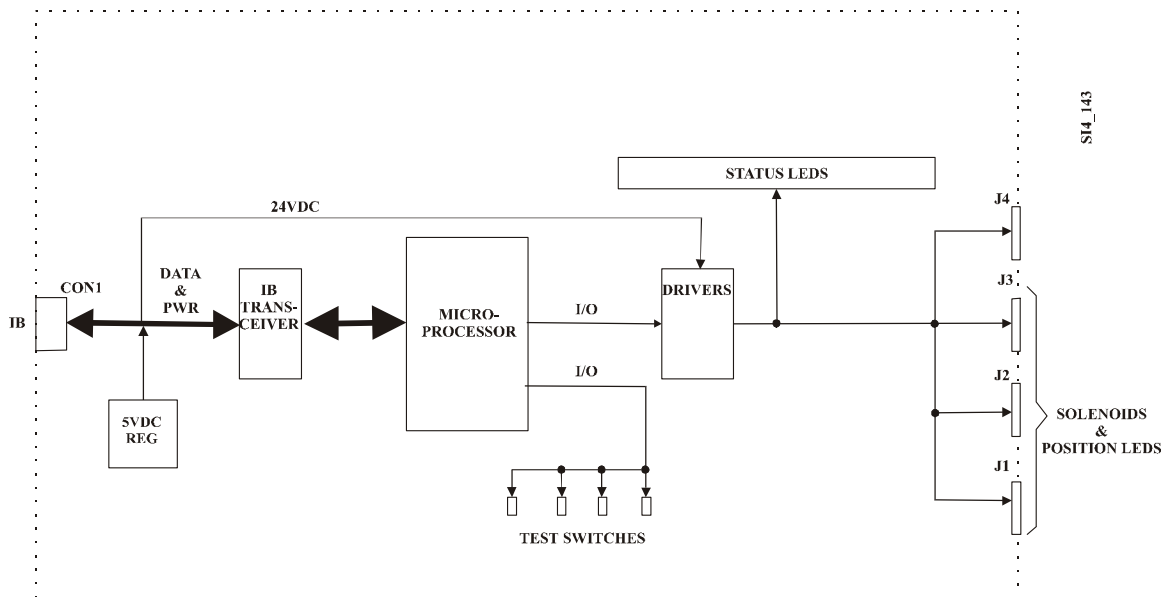 SI4_143
STATUS LEDS
J4
24VDC
CON1
DATA
&
PWR
IB
TRANS-
CEIVER
MICRO-
PROCESSOR
I/O
DRIVERS
J3
IB
I/O
J2
5VDC
REG
SOLENOIDS
&
POSITION LEDS
J1
TEST SWITCHES